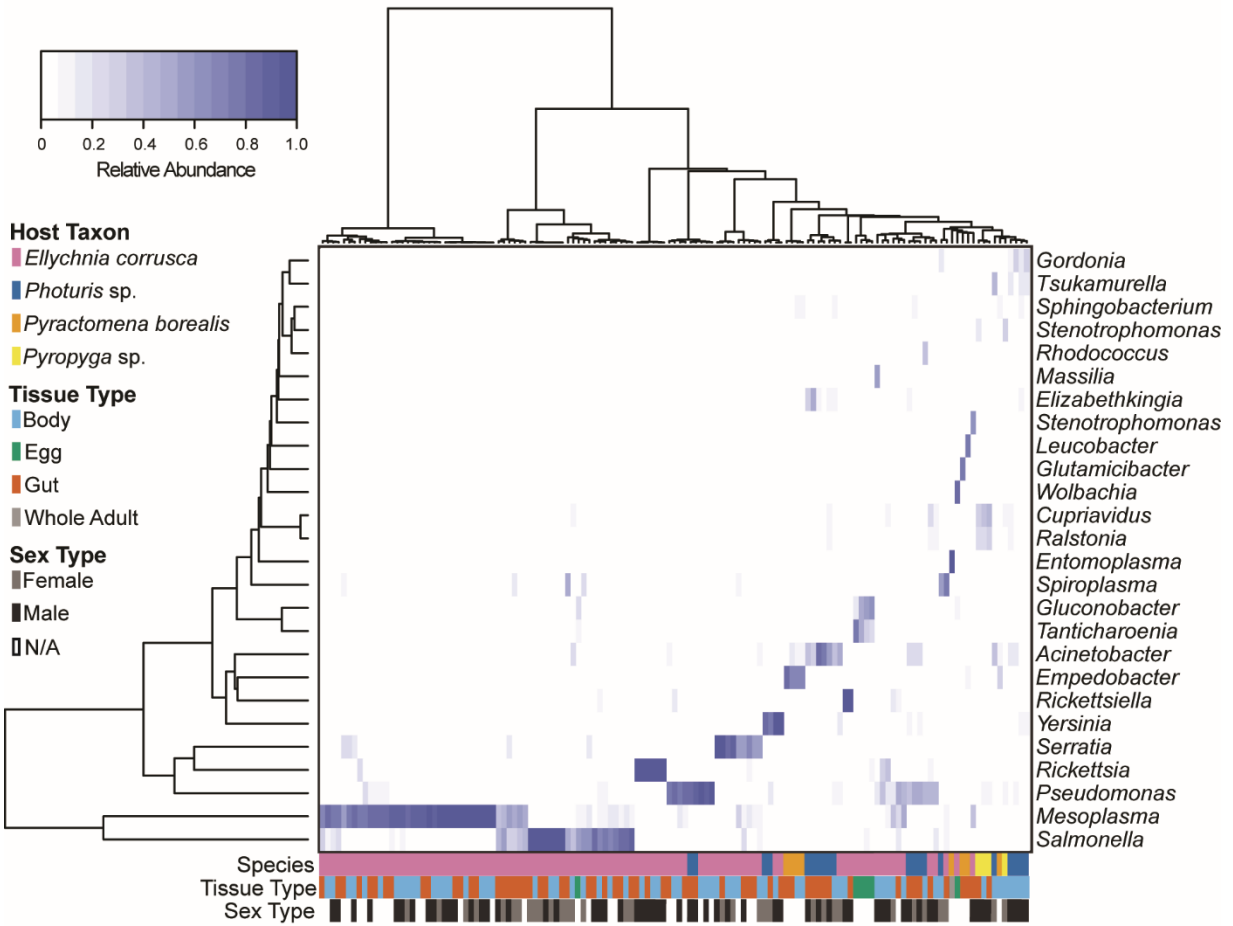 0 0.2 0.4 0.6 0.8 1.0
Relative Abundance
Host Taxon
Ellychnia corrusca
Photuris sp.
Pyractomena borealis
Pyropyga sp.
Tissue Type
Body
Egg
Gut
Whole Adult
Sex Type
Female
Male
N/A
Gordonia
Tsukamurella
Sphingobacterium
Stenotrophomonas
Rhodococcus
Massilia
Elizabethkingia
Stenotrophomonas
Leucobacter
Glutamicibacter
Wolbachia
Cupriavidus
Ralstonia
Entomoplasma
Spiroplasma
Gluconobacter
Tanticharoenia
Acinetobacter
Empedobacter
Rickettsiella
Yersinia
Serratia
Rickettsia
Pseudomonas
Mesoplasma
Salmonella
Species
Tissue Type
Sex Type